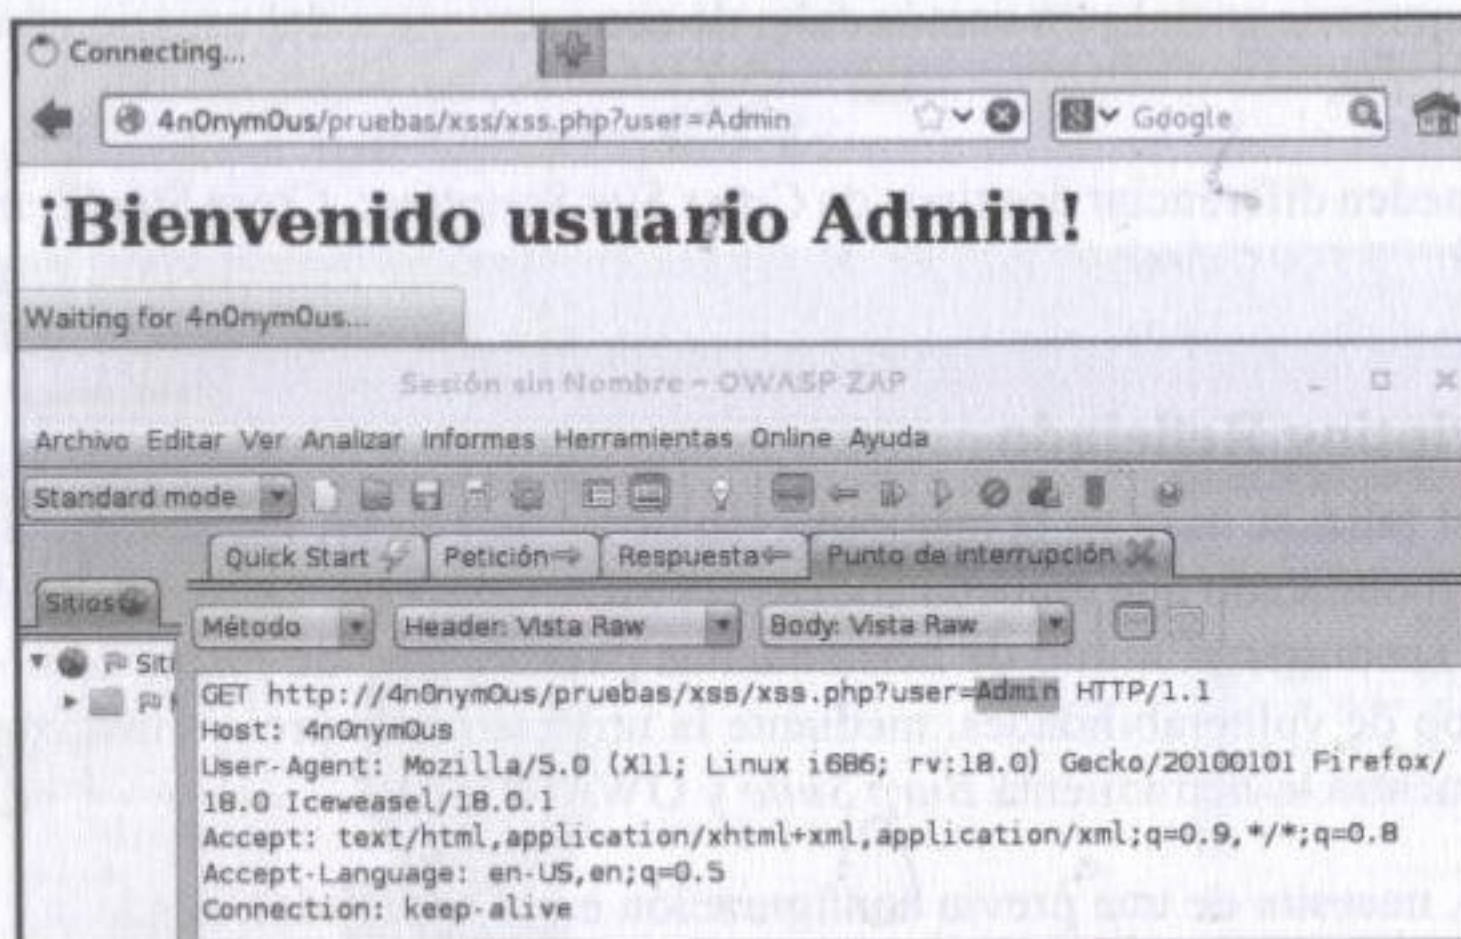 Connecting...
4n0nym0us/pruebas/xss/xss.php?user=Admin
Google
¡Bienvenido usuario Admin!
Waiting for 4n0nym0us...
Sesión sin Nombre - OWASP ZAP
Archivo Editar Ver Analizar Informes Herramientas Online Ayuda
Standard mode
Quick Start Petición Respuesta Punto de interrupción
Sitios
Método Header: Vista Raw Body: Vista Raw
Siti
GET http://4n0nym0us/pruebas/xss/xss.php?user=Admin HTTP/1.1
Host: 4n0nym0us
User-Agent: Mozilla/5.0 (X11; Linux i686; rv:18.0) Gecko/20100101 Firefox/
18.0 Iceweasel/18.0.1
Accept: text/html,application/xhtml+xml,application/xml;q=0.9,*/*;q=0.8
Accept-Language: en-US,en;q=0.5
Connection: keep-alive